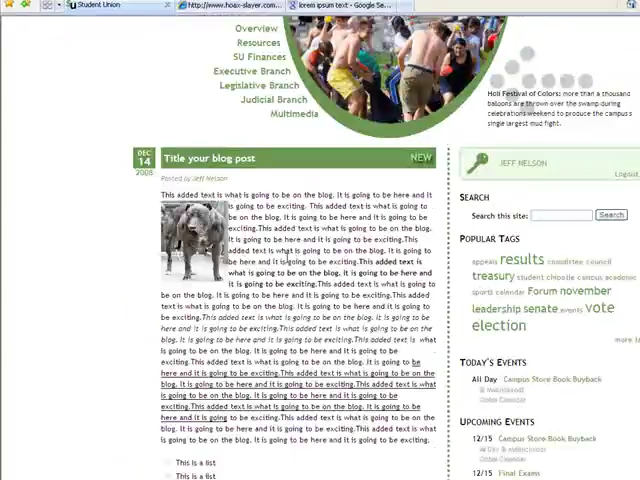 Student Union
http://www.hoax-slayer.com...
lorem ipsum text - Google Se...
Overview
Resources
SU Finances
Executive Branch
Legislative Branch
Judicial Branch
Multimedia
Holi Festival of Colors: more than a thousand
baloons are thrown over the swamp during
celebrations weekend to produce the campus's
single largest mud fight.
DEC
14
2008
Title your blog post
NEW
Posted by Jeff Nelson
This added text is what is going to be on the blog. It is going to be here and it
is going to be exciting. This added text is what is going to
be on the blog. It is going to be here and it is going to be
exciting.This added text is what is going to be on the blog.
It is going to be here and it is going to be exciting.This
added text is what is going to be on the blog. It is going to
be here and it is going to be exciting.This added text is
what is going to be on the blog. It is going to be here and
it is going to be exciting.This added text is what is going to
be on the blog. It is going to be here and it is going to be exciting.This added
text is what is going to be on the blog. It is going to be here and it is going to
be exciting.This added text is what is going to be on the blog. It is going to be
here and it is going to be exciting.This added text is what is going to be on the
blog. It is going to be here and it is going to be exciting.This added text is what
is going to be on the blog. It is going to be here and it is going to be
exciting.This added text is what is going to be on the blog. It is going to be
here and it is going to be exciting.This added text is what is going to be on the
blog. It is going to be here and it is going to be exciting.This added text is what
is going to be on the blog. It is going to be here and it is going to be
exciting.This added text is what is going to be on the blog. It is going to be
here and it is going to be exciting.This added text is what is going to be on the
blog. It is going to be here and it is going to be exciting.This added text is what
is going to be on the blog. It is going to be here and it is going to be exciting.
This is a list
This is a list
JEFF NELSON
Logout
SEARCH
Search this site:
Search
POPULAR TAGS
appeals results committee council
treasury student chipotle campus academic
sports calendar Forum november
leadership senate events vote
election
more ta
TODAY'S EVENTS
All Day Campus Store Book Buyback
Global Calendar
UPCOMING EVENTS
12/15 Campus Store Book Buyback
Global Calendar
12/15 Final Exams